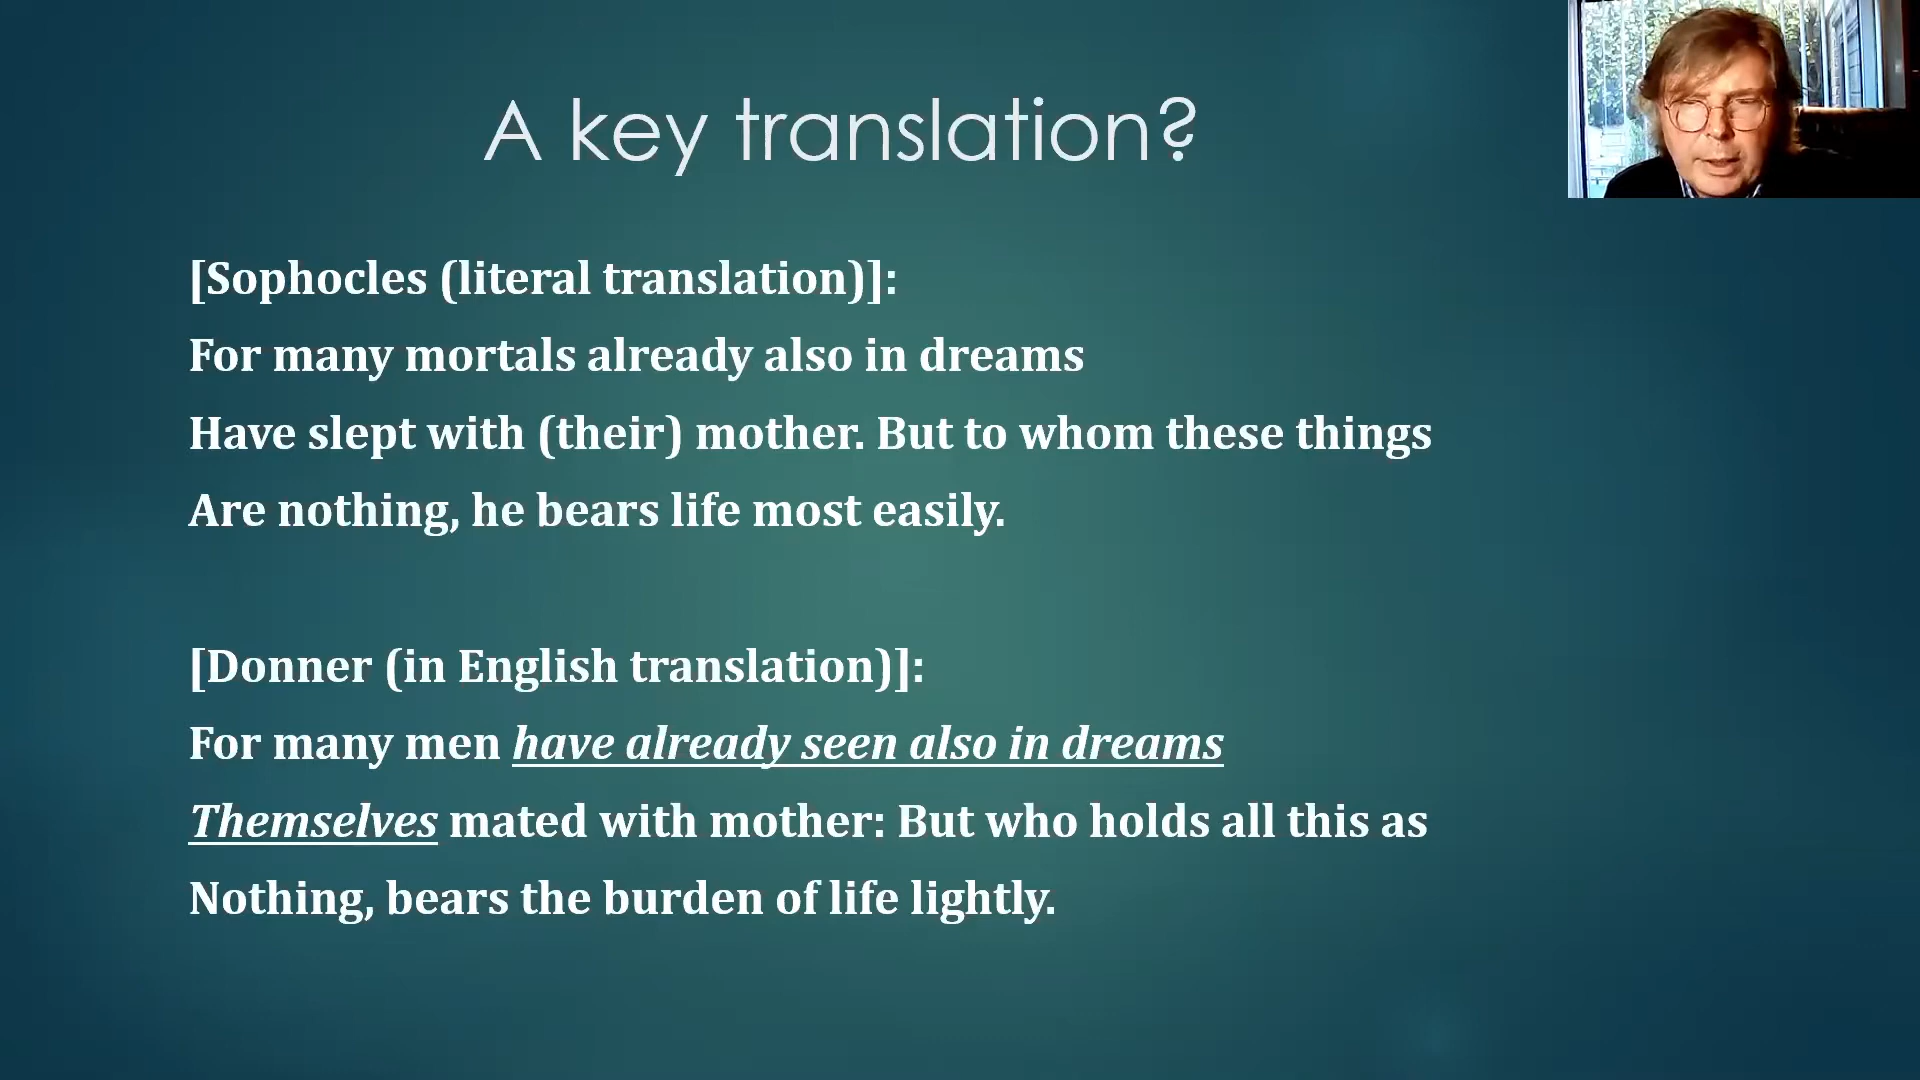 A key translation?
[Sophocles (literal translation)]:
For many mortals already also in dreams
Have slept with (their) mother. But to whom these things
Are nothing, he bears life most easily.
[Donner (in English translation)]:
For many men have already seen also in dreams
Themselves mated with mother: But who holds all this as
Nothing, bears the burden of life lightly.